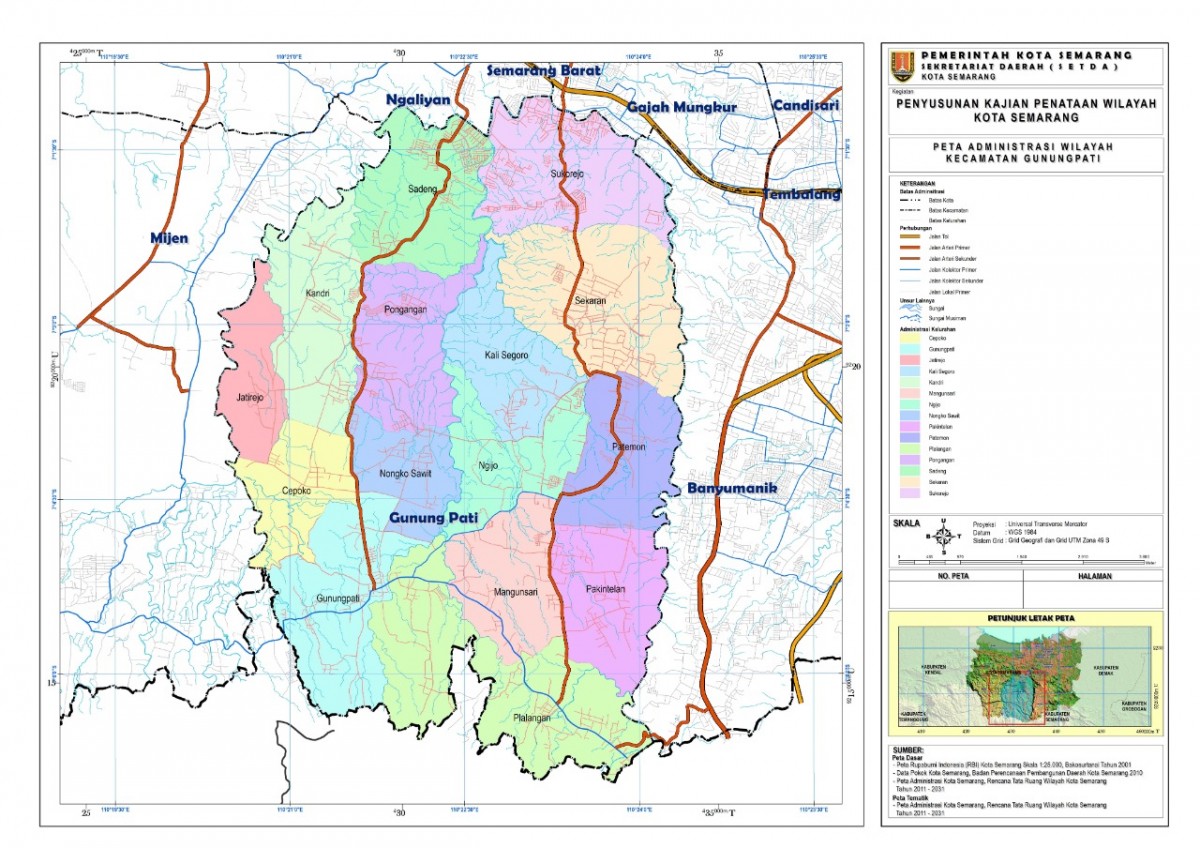 425000m T
430
35
110°19'30"E
110°21'0"E
110°22'30"E
110°24'0"E
110°25'30"E
Semarang Barat
Ngaliyan
Gajah Mungkur
Candisari
Tembalang
Mijen
Banyumanik
Gunung Pati
Sadeng
Sukorejo
Kandri
Pongangan
Sekaran
Kali Segoro
Jatirejo
Patemon
Nongko Sawit
Ngijo
Cepoko
Gunungpati
Mangunsari
Pakintelan
Plalangan
25
430
435000m T
PEMERINTAH KOTA SEMARANG
SEKRETARIAT DAERAH ( S E T D A )
KOTA SEMARANG
Kegiatan
PENYUSUNAN KAJIAN PENATAAN WILAYAH
KOTA SEMARANG
PETA ADMINISTRASI WILAYAH
KECAMATAN GUNUNGPATI
KETERANGAN
Batas Administrasi
Batas Kota
Batas Kecamatan
Batas Kelurahan
Perhubungan
Jalan Tol
Jalan Arteri Primer
Jalan Arteri Sekunder
Jalan Kolektor Primer
Jalan Kolektor Sekunder
Jalan Lokal Primer
Unsur Lainnya
Sungai
Sungai Musiman
Administrasi Kelurahan
Cepoko
Gunungpati
Jatirejo
Kali Segoro
Kandri
Mangunsari
Ngijo
Nongko Sawit
Pakintelan
Patemon
Plalangan
Pongangan
Sadeng
Sekaran
Sukorejo
SKALA
U
B T
S
Proyeksi : Universal Transverse Mercator
Datum : WGS 1984
Sistem Grid : Grid Geografi dan Grid UTM Zona 49 S
NO. PETA
HALAMAN
PETUNJUK LETAK PETA
KABUPATEN
KENDAL
KABUPATEN
DEMAK
KABUPATEN
GROBOGAN
KABUPATEN
TEMANGGUNG
KABUPATEN
SEMARANG
SUMBER:
Peta Dasar
- Peta Rupabumi Indonesia (RBI) Kota Semarang Skala 1:25.000, Bakosurtanal Tahun 2001
- Data Pokok Kota Semarang, Badan Perencanaan Pembangunan Daerah Kota Semarang 2010
- Peta Administrasi Kota Semarang, Rencana Tata Ruang Wilayah Kota Semarang
Tahun 2011 - 2031
Peta Tematik
- Peta Administrasi Kota Semarang, Rencana Tata Ruang Wilayah Kota Semarang
Tahun 2011 - 2031